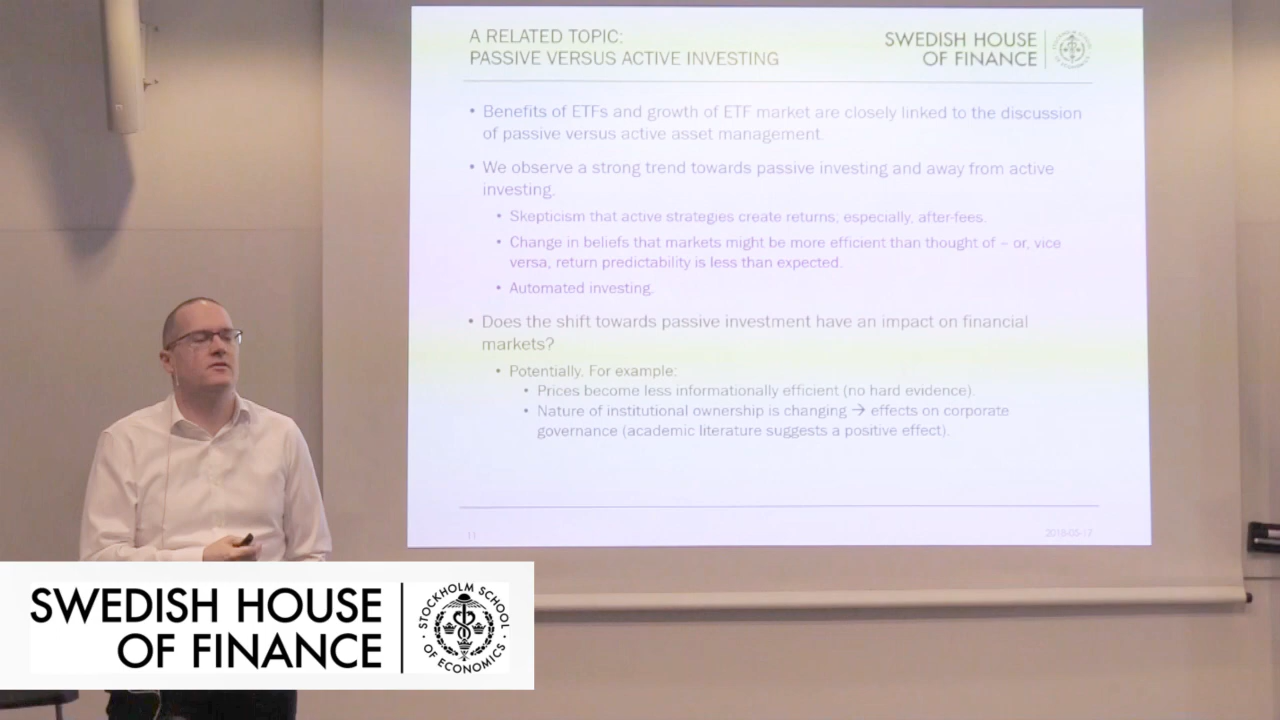 A RELATED TOPIC:
PASSIVE VERSUS ACTIVE INVESTING
SWEDISH HOUSE
OF FINANCE
• Benefits of ETFs and growth of ETF market are closely linked to the discussion
of passive versus active asset management.
• We observe a strong trend towards passive investing and away from active
investing.
• Skepticism that active strategies create returns; especially, after-fees.
• Change in beliefs that markets might be more efficient than thought of – or, vice
versa, return predictability is less than expected.
• Automated investing.
• Does the shift towards passive investment have an impact on financial
markets?
• Potentially. For example:
• Prices become less informationally efficient (no hard evidence).
• Nature of institutional ownership is changing → effects on corporate
governance (academic literature suggests a positive effect).
11
SWEDISH HOUSE
OF FINANCE
STOCKHOLM SCHOOL
OF ECONOMICS